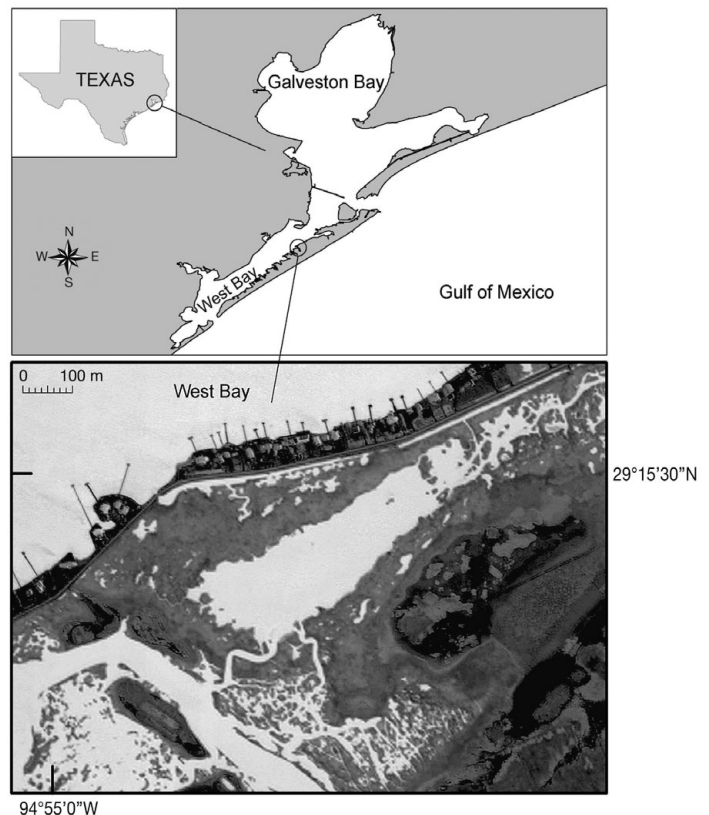 TEXAS
Galveston Bay
N
W E
S
West Bay
Gulf of Mexico
0 100 m
West Bay
29°15'30”N
94°55'0”W